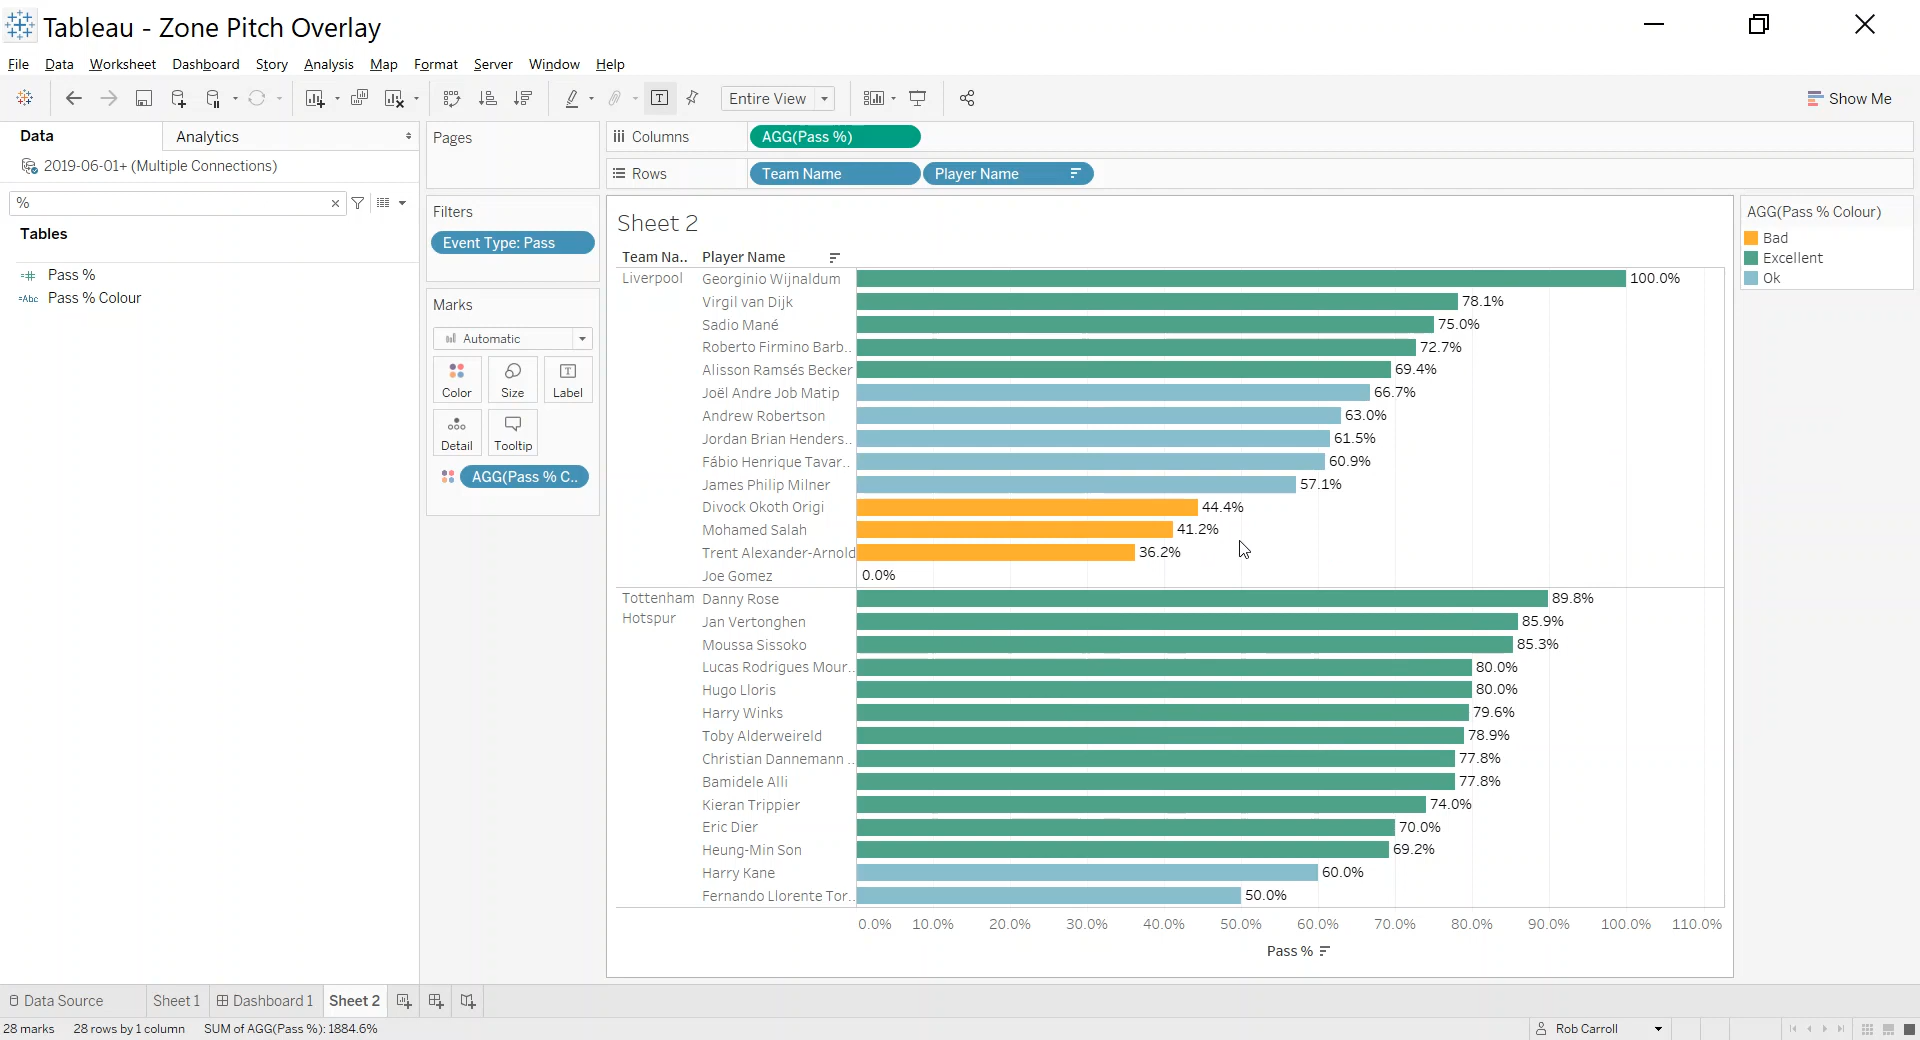 Tableau - Zone Pitch Overlay
File Data Worksheet Dashboard Story Analysis Map Format Server Window Help
Entire View
Show Me
Data
Analytics
2019-06-01+ (Multiple Connections)
%
Tables
Pass %
Abc Pass % Colour
Pages
Filters
Event Type: Pass
Marks
Automatic
Color Size Label
Detail Tooltip
AGG(Pass % C..
Columns AGG(Pass %)
Rows Team Name Player Name
Sheet 2
Team Na.. Player Name
Liverpool Georginio Wijnaldum 100.0%
Virgil van Dijk 78.1%
Sadio Mané 75.0%
Roberto Firmino Barb.. 72.7%
Alisson Ramsés Becker 69.4%
Joël Andre Job Matip 66.7%
Andrew Robertson 63.0%
Jordan Brian Henders.. 61.5%
Fábio Henrique Tavar.. 60.9%
James Philip Milner 57.1%
Divock Okoth Origi 44.4%
Mohamed Salah 41.2%
Trent Alexander-Arnold 36.2%
Joe Gomez 0.0%
Tottenham Danny Rose 89.8%
Hotspur Jan Vertonghen 85.9%
Moussa Sissoko 85.3%
Lucas Rodrigues Mour.. 80.0%
Hugo Lloris 80.0%
Harry Winks 79.6%
Toby Alderweireld 78.9%
Christian Dannemann .. 77.8%
Bamidele Alli 77.8%
Kieran Trippier 74.0%
Eric Dier 70.0%
Heung-Min Son 69.2%
Harry Kane 60.0%
Fernando Llorente Tor.. 50.0%
0.0% 10.0% 20.0% 30.0% 40.0% 50.0% 60.0% 70.0% 80.0% 90.0% 100.0% 110.0%
Pass %
AGG(Pass % Colour)
Bad
Excellent
Ok
Data Source Sheet 1 Dashboard 1 Sheet 2
28 marks 28 rows by 1 column SUM of AGG(Pass %): 1884.6%
Rob Carroll